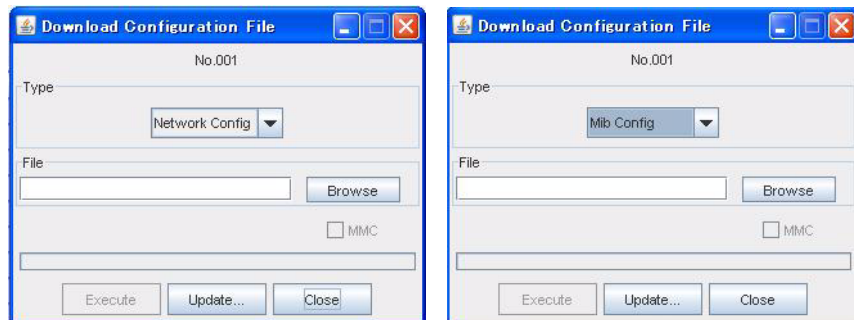 Download Configuration File
No.001
Type
Network Config
File
Browse
MMC
Execute Update... Close
Download Configuration File
No.001
Type
Mib Config
File
Browse
MMC
Execute Update... Close